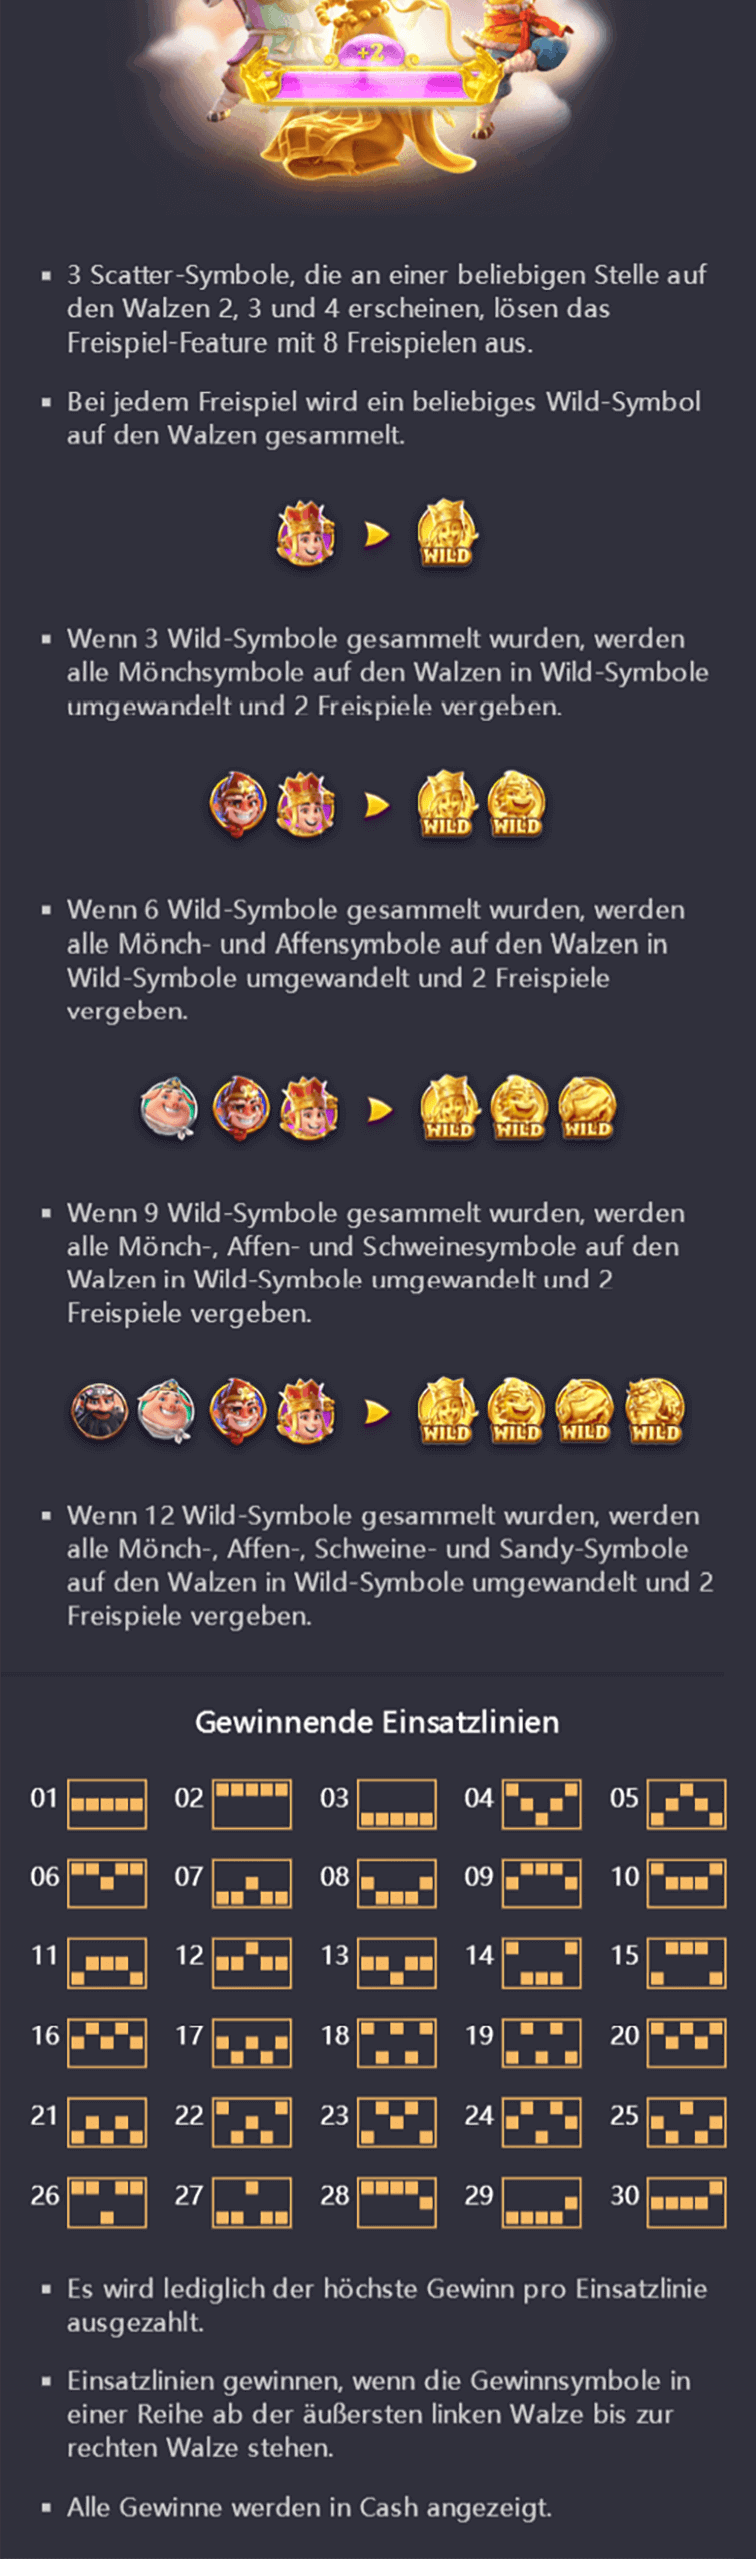 +2
▪ 3 Scatter-Symbole, die an einer beliebigen Stelle auf
den Walzen 2, 3 und 4 erscheinen, lösen das
Freispiel-Feature mit 8 Freispielen aus.
▪ Bei jedem Freispiel wird ein beliebiges Wild-Symbol
auf den Walzen gesammelt.
WILD
▪ Wenn 3 Wild-Symbole gesammelt wurden, werden
alle Mönchsymbole auf den Walzen in Wild-Symbole
umgewandelt und 2 Freispiele vergeben.
WILD WILD
▪ Wenn 6 Wild-Symbole gesammelt wurden, werden
alle Mönch- und Affensymbole auf den Walzen in
Wild-Symbole umgewandelt und 2 Freispiele
vergeben.
WILD WILD WILD
▪ Wenn 9 Wild-Symbole gesammelt wurden, werden
alle Mönch-, Affen- und Schweinesymbole auf den
Walzen in Wild-Symbole umgewandelt und 2
Freispiele vergeben.
WILD WILD WILD WILD
▪ Wenn 12 Wild-Symbole gesammelt wurden, werden
alle Mönch-, Affen-, Schweine- und Sandy-Symbole
auf den Walzen in Wild-Symbole umgewandelt und 2
Freispiele vergeben.
Gewinnende Einsatzlinien
01 02 03 04 05
06 07 08 09 10
11 12 13 14 15
16 17 18 19 20
21 22 23 24 25
26 27 28 29 30
▪ Es wird lediglich der höchste Gewinn pro Einsatzlinie
ausgezahlt.
▪ Einsatzlinien gewinnen, wenn die Gewinnsymbole in
einer Reihe ab der äußersten linken Walze bis zur
rechten Walze stehen.
▪ Alle Gewinne werden in Cash angezeigt.